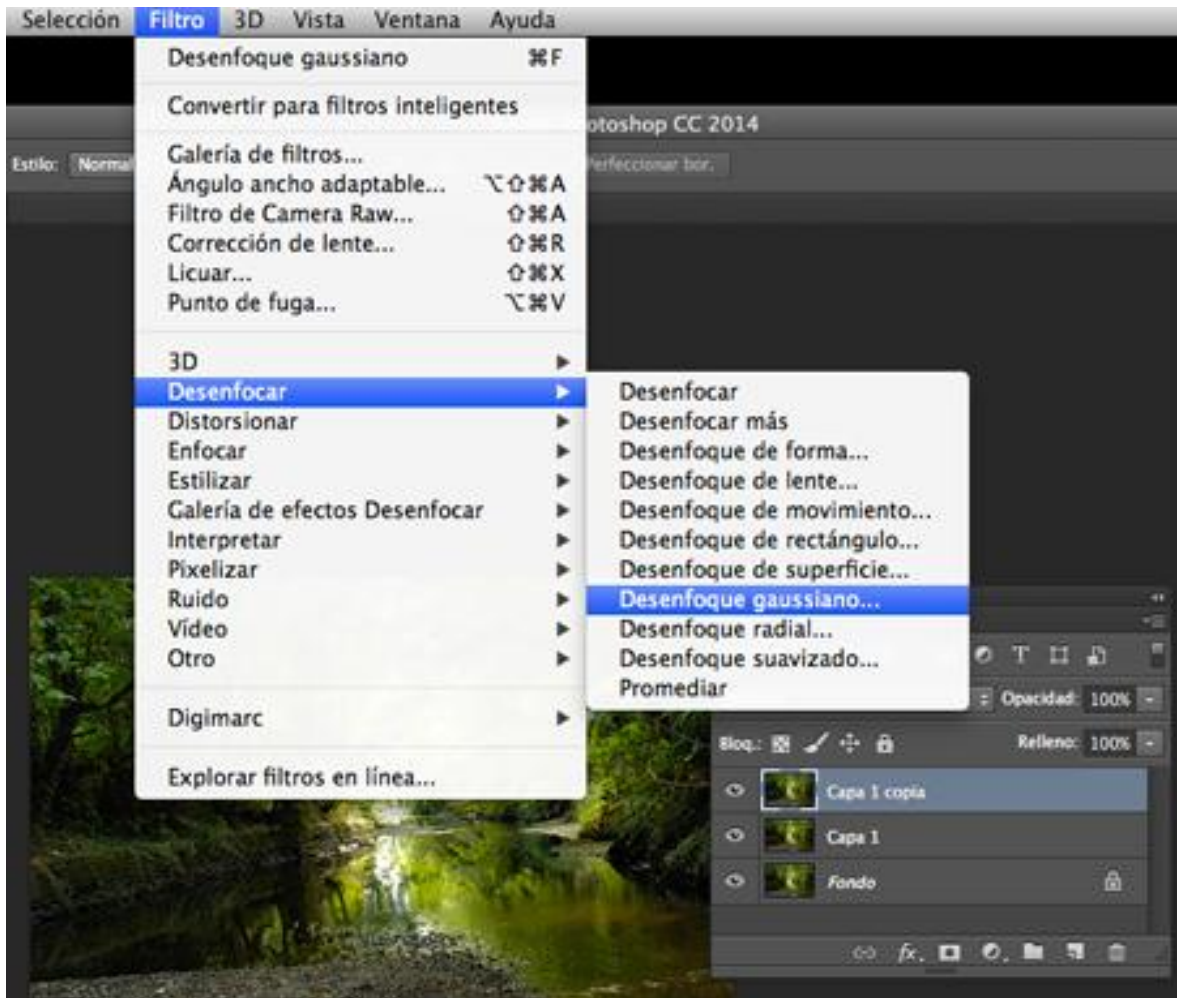 Selección Filtro 3D Vista Ventana Ayuda
Desenfoque gaussiano ⌘F
Convertir para filtros inteligentes
otoshop CC 2014
Estilo: Normal
Perfeccionar bor.
Galería de filtros...
Ángulo ancho adaptable... ⌥⇧⌘A
Filtro de Camera Raw... ⇧⌘A
Corrección de lente... ⇧⌘R
Licuar... ⇧⌘X
Punto de fuga... ⌥⌘V
3D
Desenfocar
Distorsionar
Enfocar
Estilizar
Galería de efectos Desenfocar
Interpretar
Pixelizar
Ruido
Vídeo
Otro
Digimarc
Explorar filtros en línea...
Desenfocar
Desenfocar más
Desenfoque de forma...
Desenfoque de lente...
Desenfoque de movimiento...
Desenfoque de rectángulo...
Desenfoque de superficie...
Desenfoque gaussiano...
Desenfoque radial...
Desenfoque suavizado...
Promediar
Opacidad: 100%
Bloq.: Relleno: 100%
Capa 1 copia
Capa 1
Fondo
fx